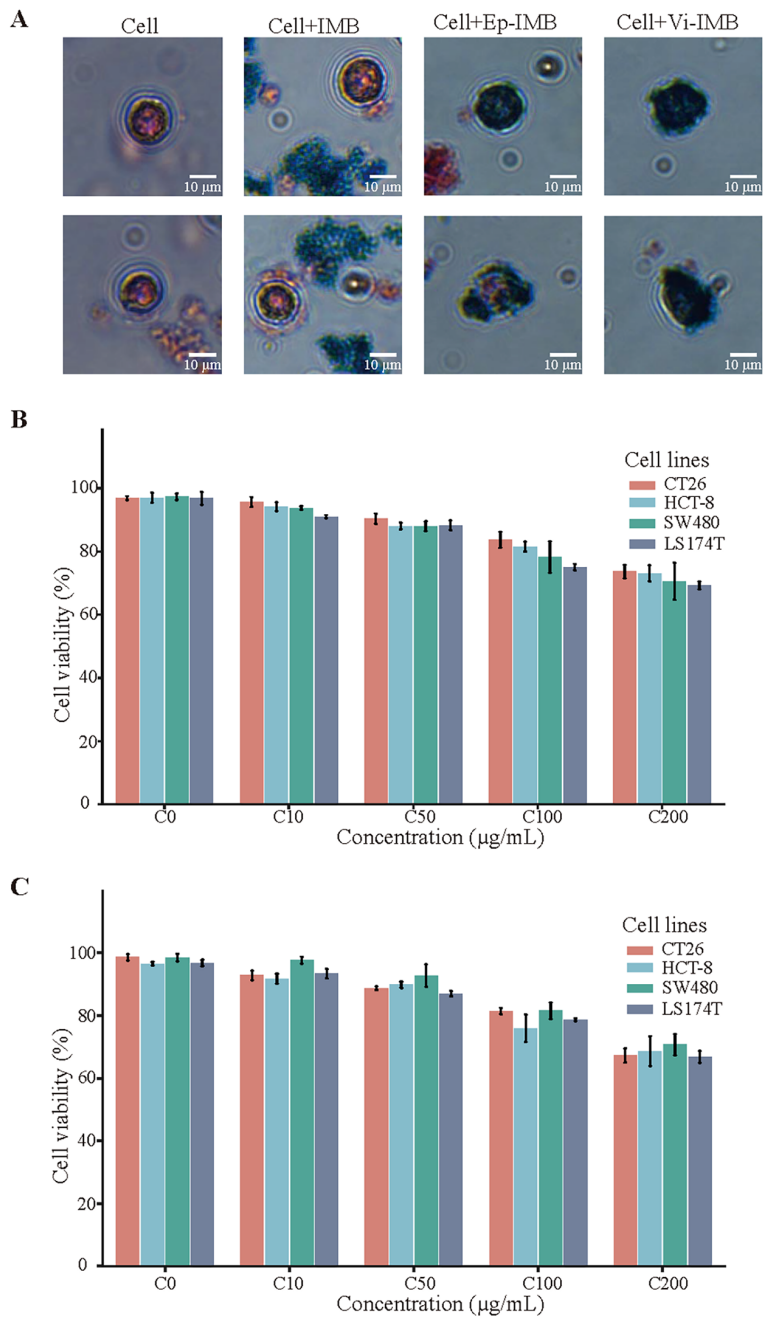 A
Cell
Cell+IMB
Cell+Ep-IMB
Cell+Vi-IMB
10 μm
10 μm
10 μm
10 μm
10 μm
10 μm
10 μm
10 μm
B
Cell viability (%)
100
80
60
40
20
0
Cell lines
CT26
HCT-8
SW480
LS174T
C0
C10
C50
C100
C200
Concentration (μg/mL)
C
Cell viability (%)
100
80
60
40
20
0
Cell lines
CT26
HCT-8
SW480
LS174T
C0
C10
C50
C100
C200
Concentration (μg/mL)